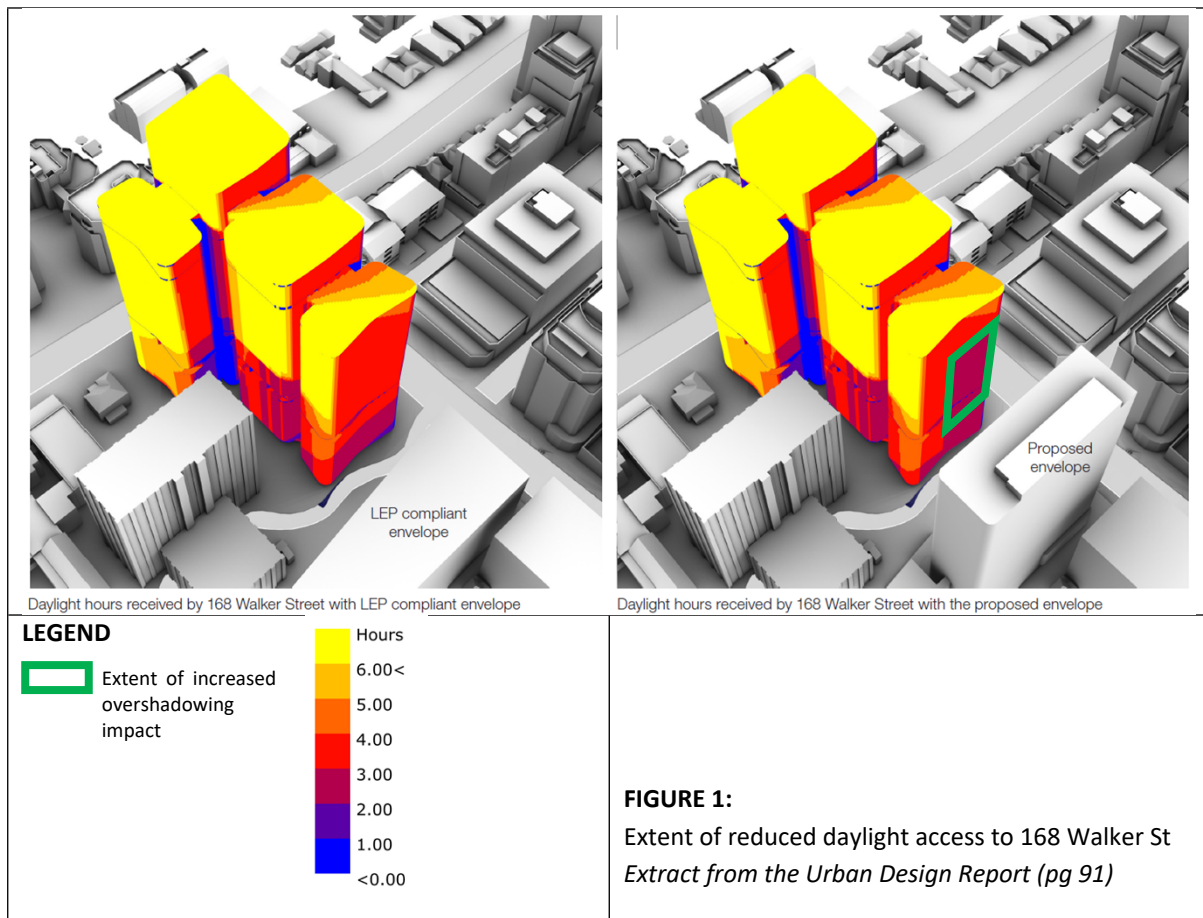 LEP compliant
envelope
Proposed
envelope
Daylight hours received by 168 Walker Street with LEP compliant envelope
Daylight hours received by 168 Walker Street with the proposed envelope
LEGEND
Extent of increased
overshadowing
impact
Hours
6.00<
5.00
4.00
3.00
2.00
1.00
<0.00
FIGURE 1:
Extent of reduced daylight access to 168 Walker St
Extract from the Urban Design Report (pg 91)